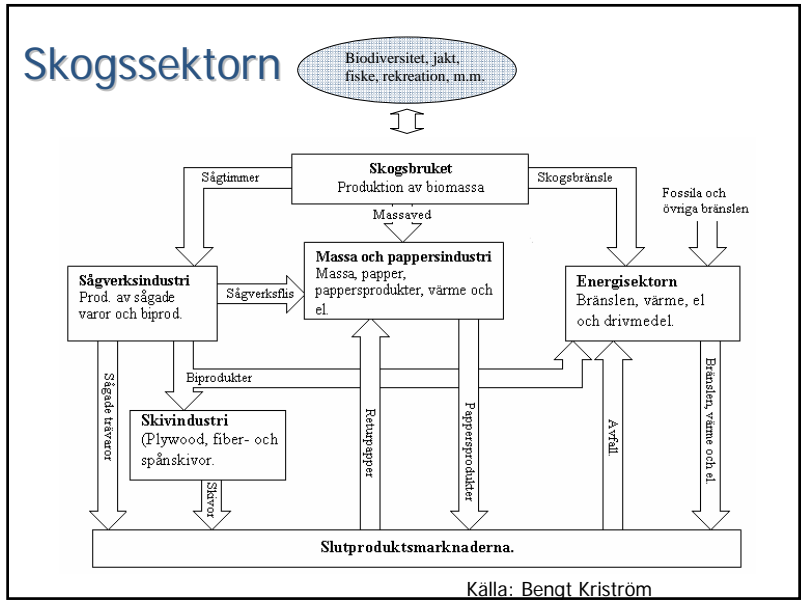 Skogssektorn
Biodiversitet, jakt,
fiske, rekreation, m.m.
Sågtimmer
Skogsbruket
Produktion av biomassa
Skogsbränsle
Massaved
Fossila och
övriga bränslen
Sågverksindustri
Prod. av sågade
varor och biprod.
Sågverksflis
Massa och pappersindustri
Massa, papper,
pappersprodukter, värme och
el.
Energisektorn
Bränslen, värme, el
och drivmedel.
Biprodukter
Sågade trävaror
Skivindustri
(Plywood, fiber- och
spånskivor.
Skivor
Returpapper
Pappersprodukter
Avfall.
Bränslen, värme och el.
Slutproduktsmarknaderna.
Källa: Bengt Kriström